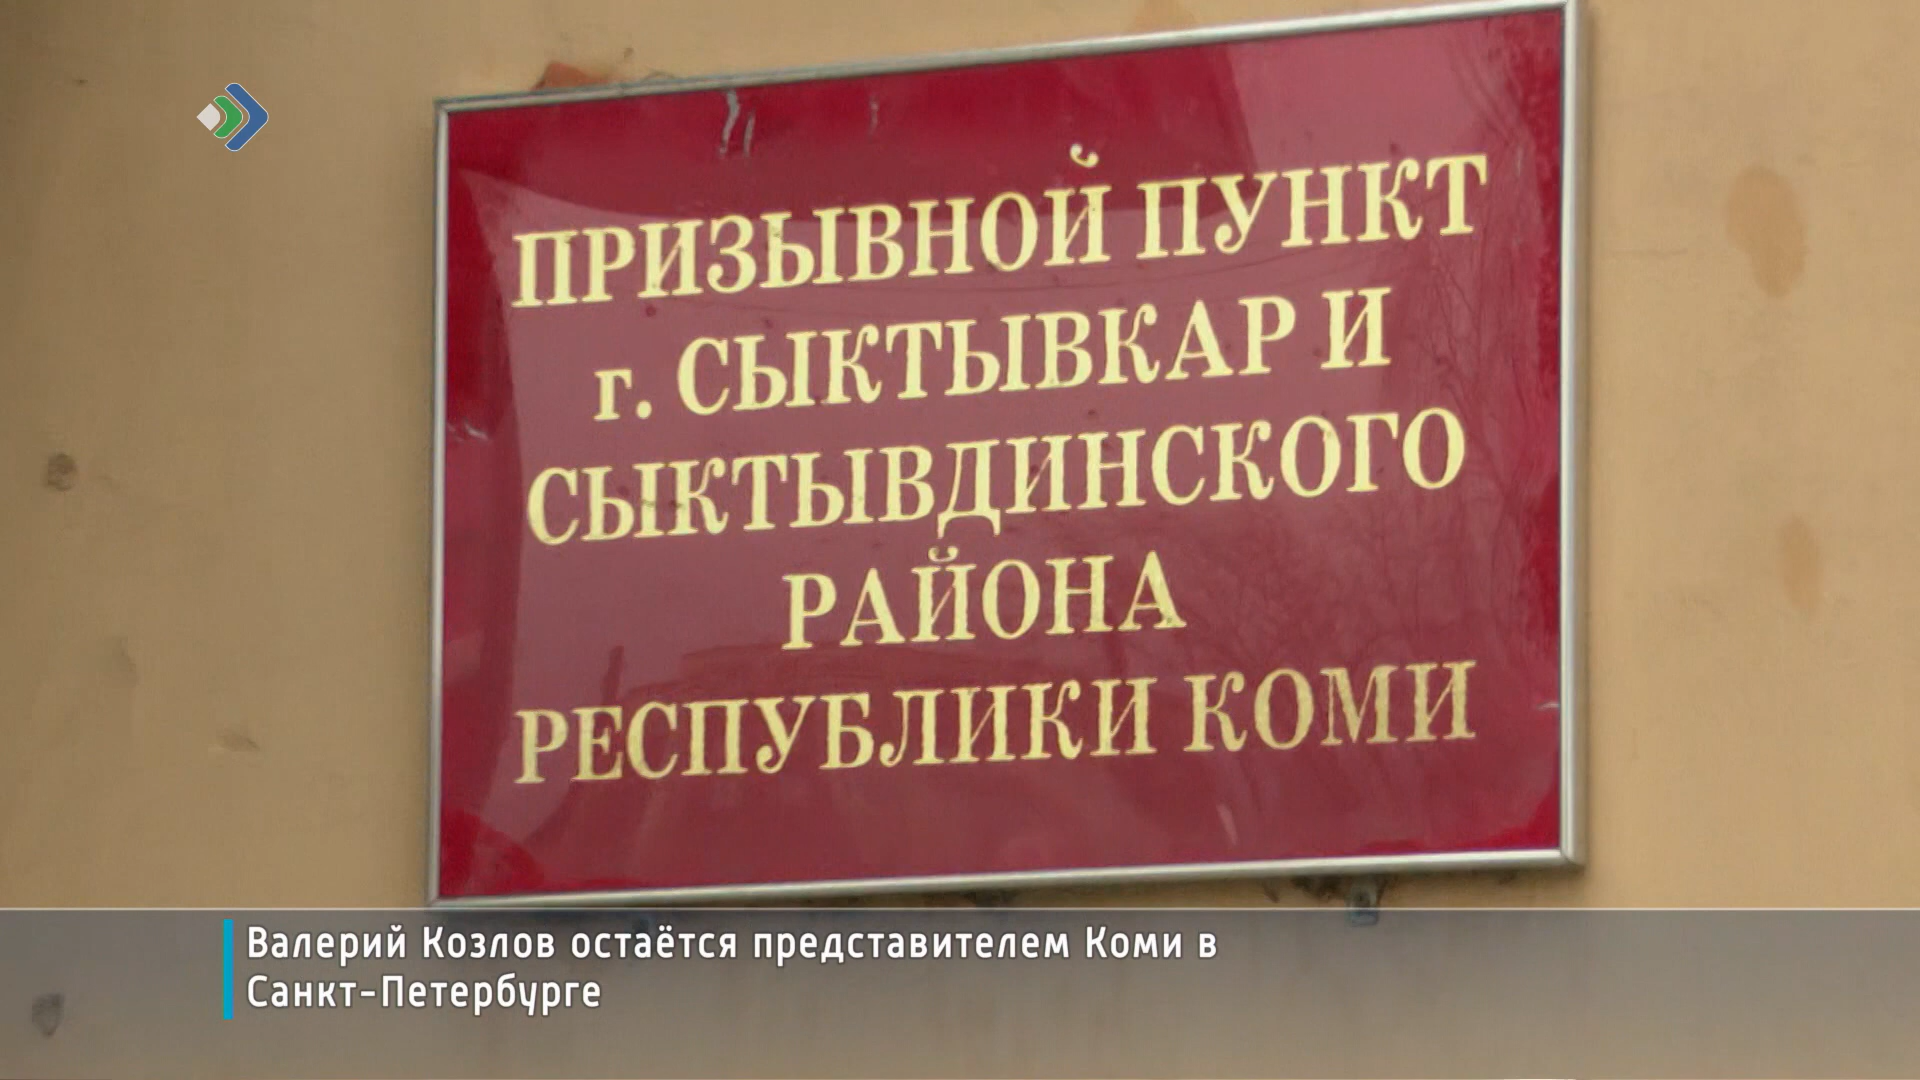 ПРИЗЫВНОЙ ПУНКТ
г. СЫКТЫВКАР И
СЫКТЫВДИНСКОГО
РАЙОНА
РЕСПУБЛИКИ КОМИ
Валерий Козлов остаётся представителем Коми в
Санкт-Петербурге